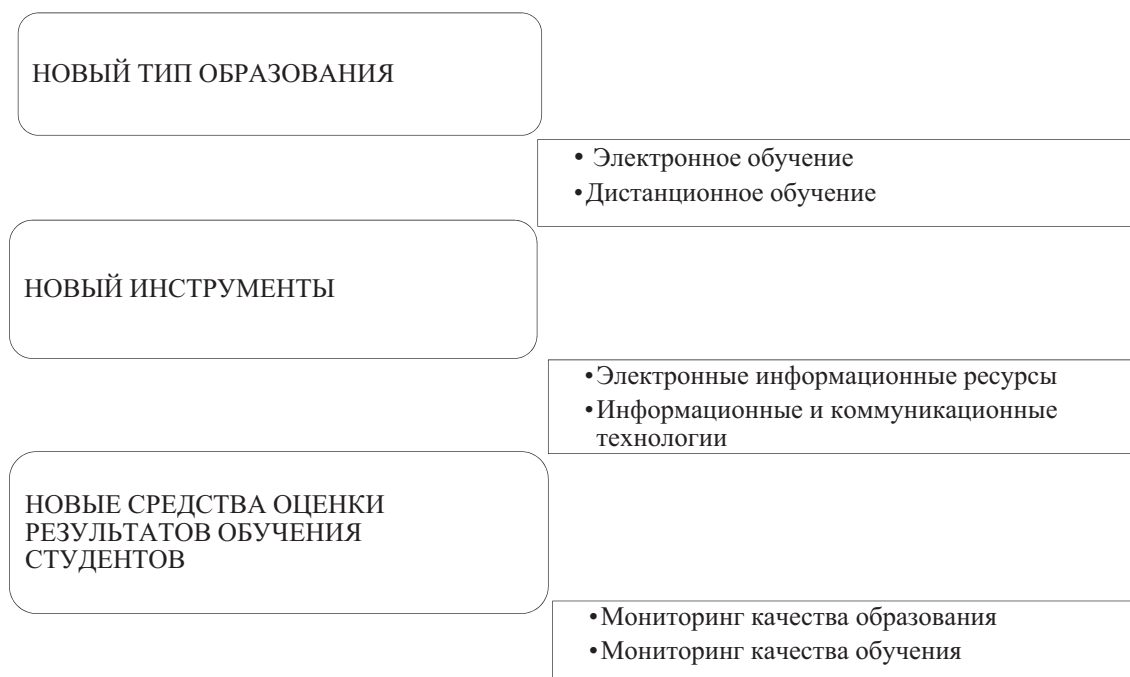 НОВЫЙ ТИП ОБРАЗОВАНИЯ
• Электронное обучение
•Дистанционное обучение
НОВЫЙ ИНСТРУМЕНТЫ
•Электронные информационные ресурсы
•Информационные и коммуникационные
технологии
НОВЫЕ СРЕДСТВА ОЦЕНКИ
РЕЗУЛЬТАТОВ ОБУЧЕНИЯ
СТУДЕНТОВ
•Мониторинг качества образования
•Мониторинг качества обучения